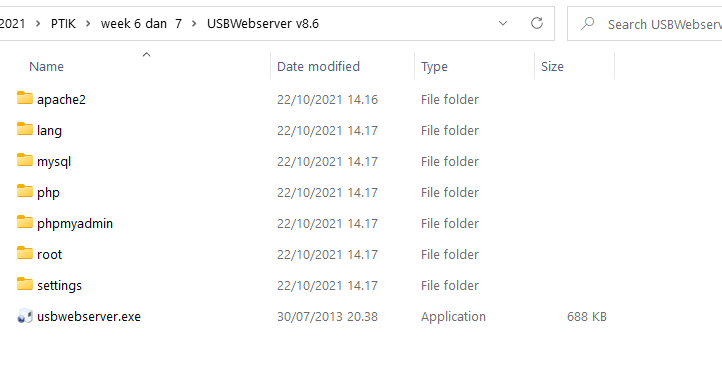 2021 > PTIK > week 6 dan 7 > USBWebserver v8.6
Search USBWebserv
Name Date modified Type Size
apache2 22/10/2021 14.16 File folder
lang 22/10/2021 14.17 File folder
mysql 22/10/2021 14.17 File folder
php 22/10/2021 14.17 File folder
phpmyadmin 22/10/2021 14.17 File folder
root 22/10/2021 14.17 File folder
settings 22/10/2021 14.17 File folder
usbwebserver.exe 30/07/2013 20.38 Application 688 KB